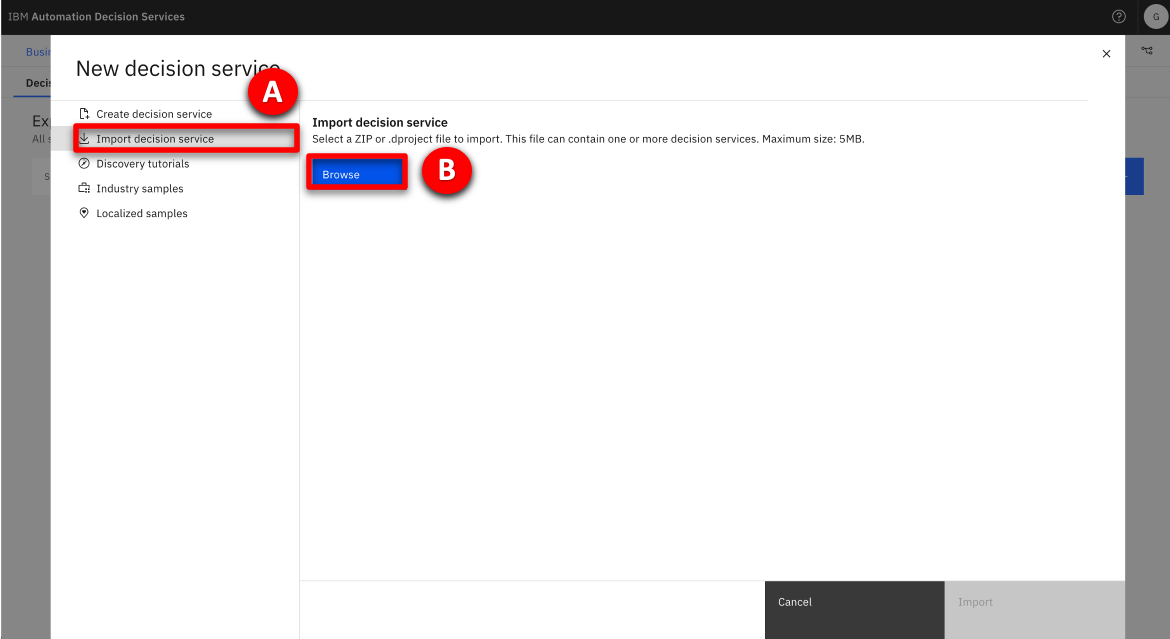 IBM Automation Decision Services
G
Busi
Decis
New decision service
A
Create decision service
Import decision service
Discovery tutorials
Industry samples
Localized samples
Ex
All s
S
Import decision service
Select a ZIP or .dproject file to import. This file can contain one or more decision services. Maximum size: 5MB.
Browse
B
Cancel
Import